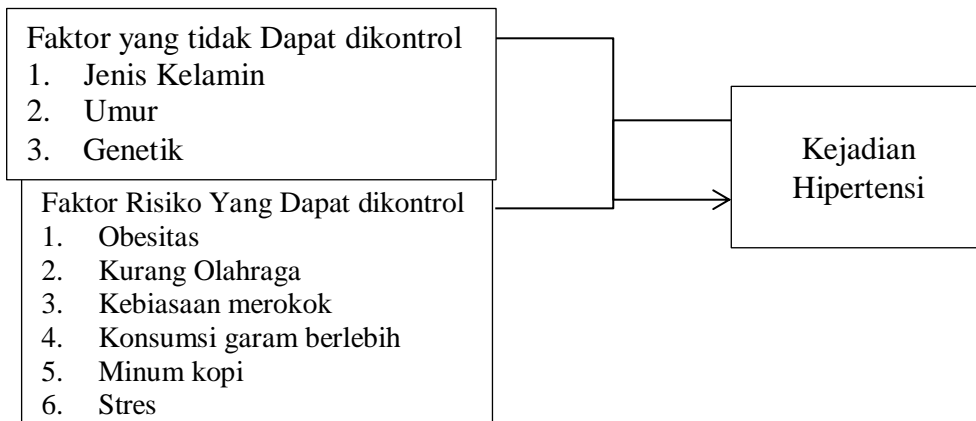 Faktor yang tidak Dapat dikontrol
1. Jenis Kelamin
2. Umur
3. Genetik
Faktor Risiko Yang Dapat dikontrol
1. Obesitas
2. Kurang Olahraga
3. Kebiasaan merokok
4. Konsumsi garam berlebih
5. Minum kopi
6. Stres
Kejadian
Hipertensi